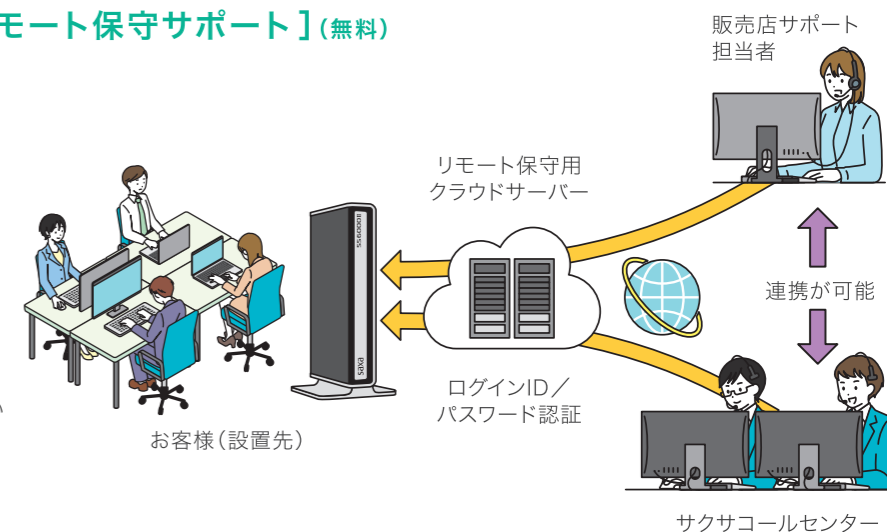 モート保守サポート](無料)
販売店サポート
担当者
リモート保守用
クラウドサーバー
SS6000II
saxa
連携が可能
ログインID/
パスワード認証
お客様(設置先)
サクサコールセンター